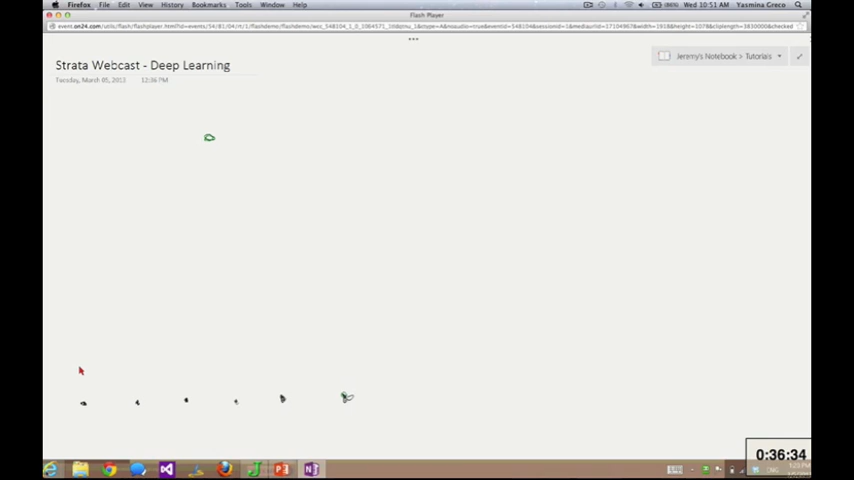 Firefox File Edit View History Bookmarks Tools Window Help
Wed 10:51 AM Yasmina Greco
Flash Player
Strata Webcast - Deep Learning
Jeremy's Notebook > Tutorials
Tuesday, March 05, 2013 12:36 PM
0:36:34
ENG